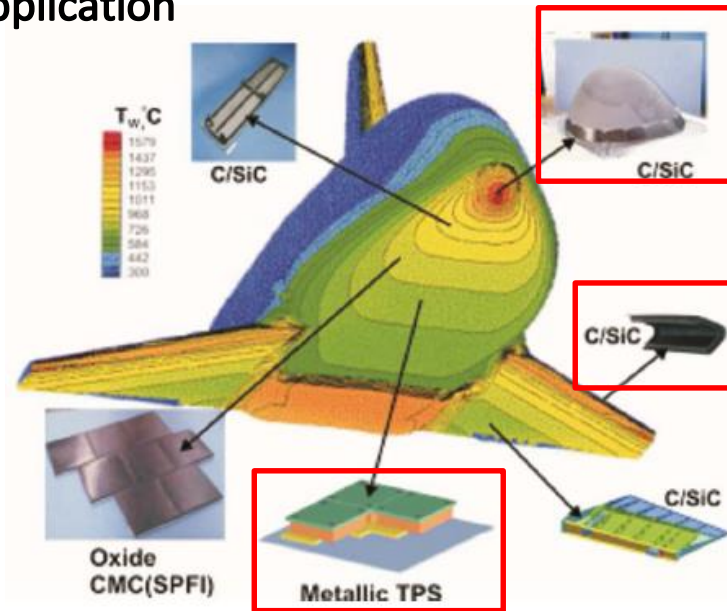 pplication
T_w,°C
1579
1437
1295
1153
1011
968
726
584
442
300
C/SiC
C/SiC
C/SiC
C/SiC
Oxide
CMC(SPFI)
Metallic TPS